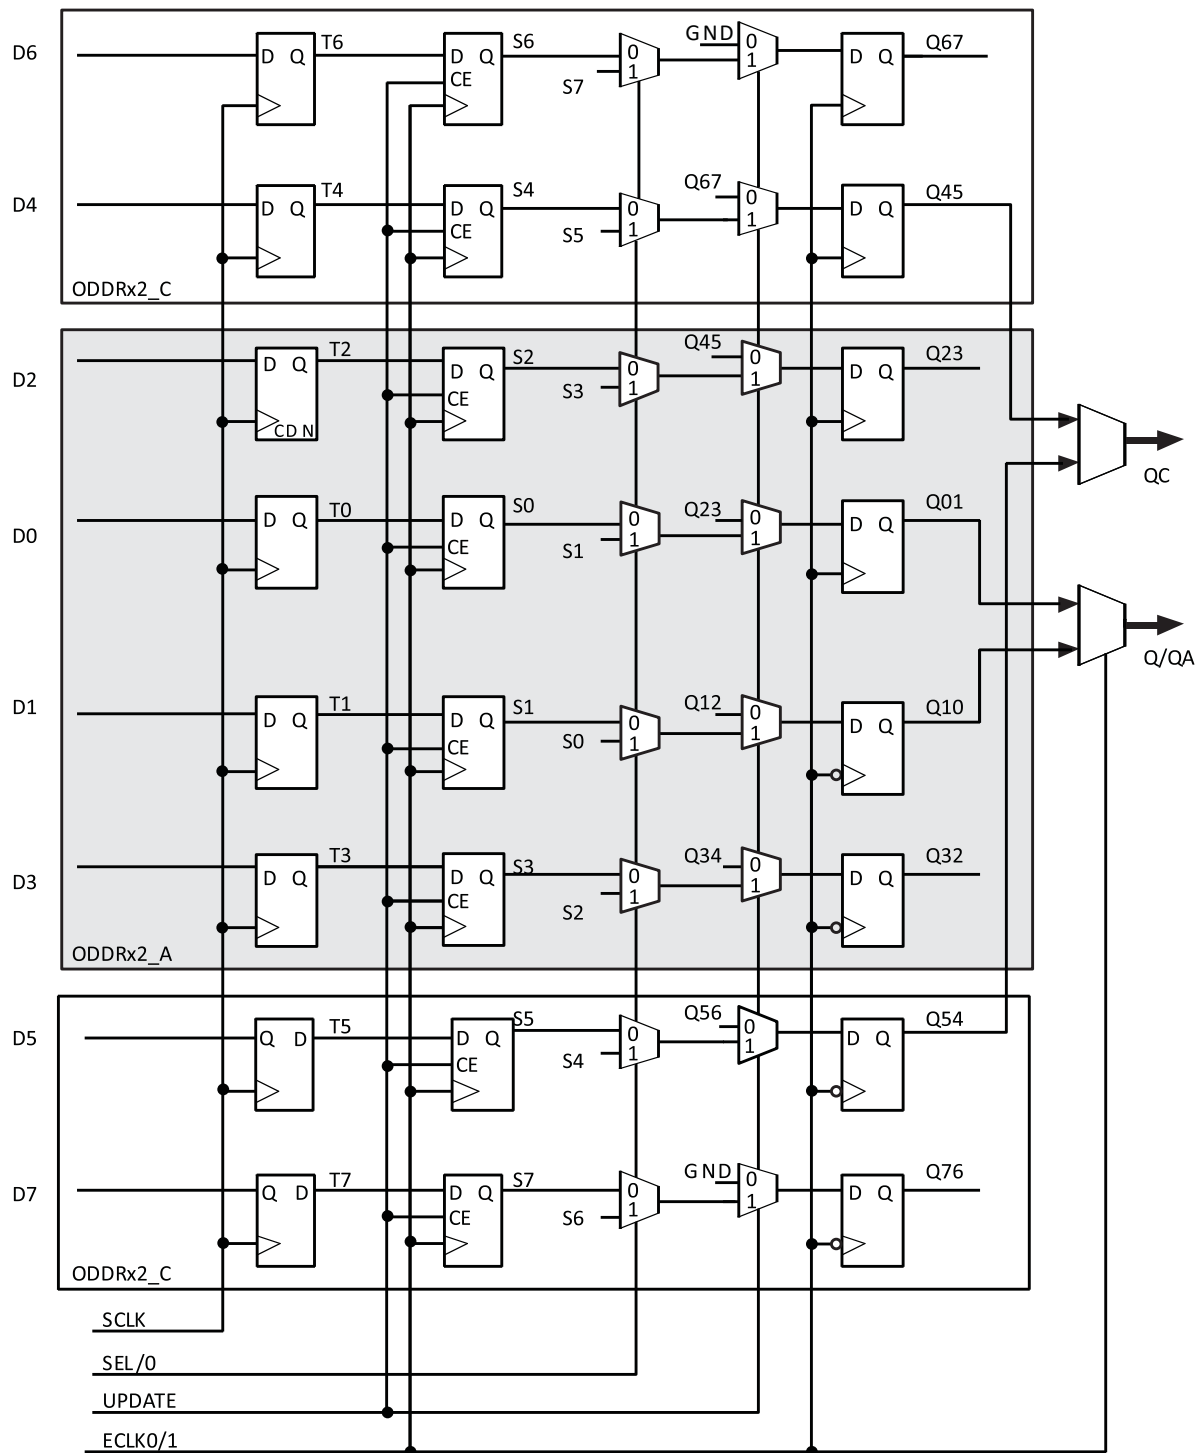 D6
D Q
T6
D Q
CE
S6
0
1
S7
GND
0
1
D Q
Q67
D4
D Q
T4
D Q
CE
S4
0
1
S5
Q67
0
1
D Q
Q45
ODDRx2_C
D2
D Q
CDN
T2
D Q
CE
S2
0
1
S3
Q45
0
1
D Q
Q23
QC
D0
D Q
T0
D Q
CE
S0
0
1
S1
Q23
0
1
D Q
Q01
Q/QA
D1
D Q
T1
D Q
CE
S1
0
1
S0
Q12
0
1
D Q
Q10
D3
D Q
T3
D Q
CE
S3
0
1
S2
Q34
0
1
D Q
Q32
ODDRx2_A
D5
Q D
T5
D Q
CE
S5
0
1
S4
Q56
0
1
D Q
Q54
D7
Q D
T7
D Q
CE
S7
0
1
S6
GND
0
1
D Q
Q76
ODDRx2_C
SCLK
SEL/0
UPDATE
ECLK0/1